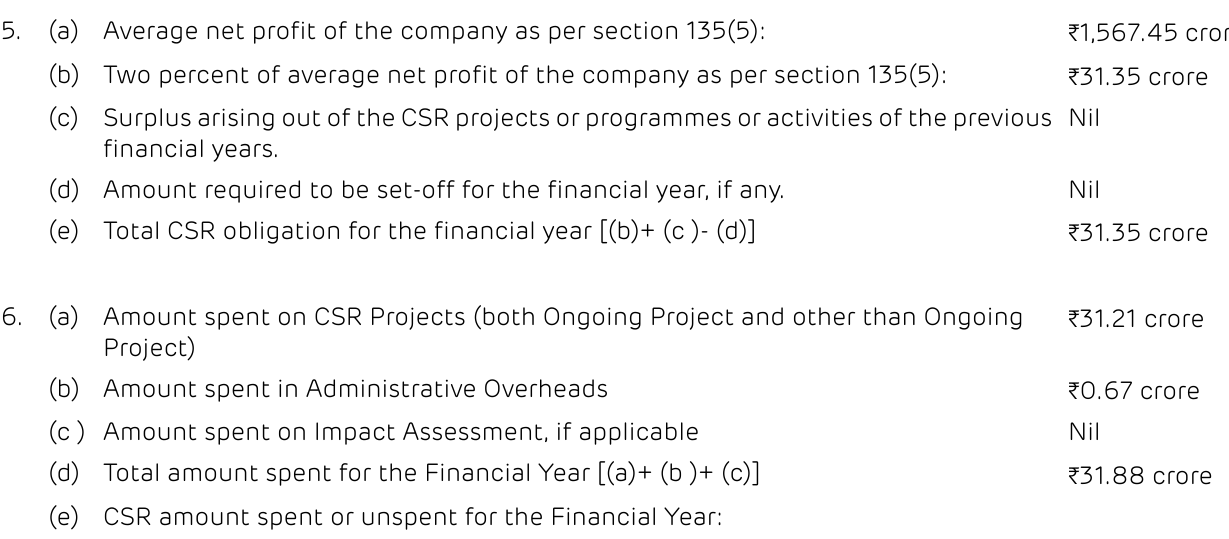 5. (a) Average net profit of the company as per section 135(5): ₹1,567.45 cror
(b) Two percent of average net profit of the company as per section 135(5): ₹31.35 crore
(c) Surplus arising out of the CSR projects or programmes or activities of the previous Nil
financial years.
(d) Amount required to be set-off for the financial year, if any. Nil
(e) Total CSR obligation for the financial year [(b)+ (c )- (d)] ₹31.35 crore
6. (a) Amount spent on CSR Projects (both Ongoing Project and other than Ongoing ₹31.21 crore
Project)
(b) Amount spent in Administrative Overheads ₹0.67 crore
(c ) Amount spent on Impact Assessment, if applicable Nil
(d) Total amount spent for the Financial Year [(a)+ (b )+ (c)] ₹31.88 crore
(e) CSR amount spent or unspent for the Financial Year: